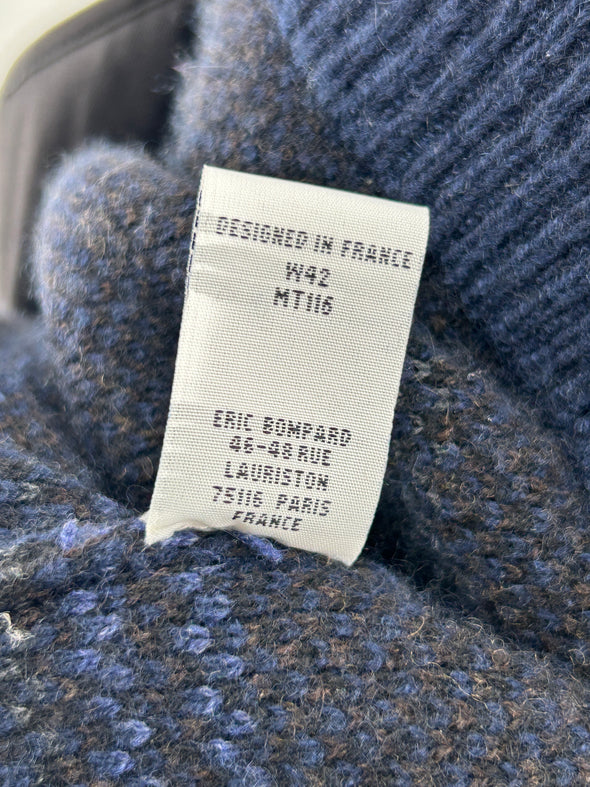 DESIGNED IN FRANCE
W42
MT116
ERIC BOMPARD
46-48 RUE
LAURISTON
75116 PARIS
FRANCE